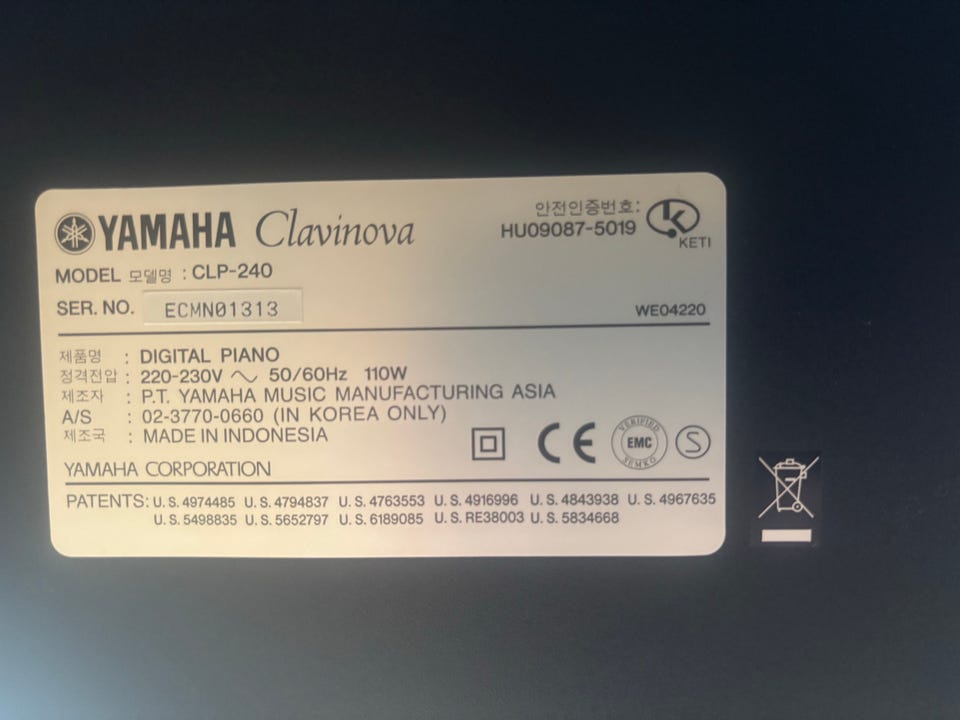 YAMAHA Clavinova
안전인증번호:
HU09087-5019
KETI
MODEL 모델명 : CLP-240
SER. NO. ECMN01313
WE04220
제품명 : DIGITAL PIANO
정격전압 : 220-230V ~ 50/60Hz 110W
제조자 : P.T. YAMAHA MUSIC MANUFACTURING ASIA
A/S : 02-3770-0660 (IN KOREA ONLY)
제조국 : MADE IN INDONESIA
CE
VERIFIED
EMC
SEMKO
S
YAMAHA CORPORATION
PATENTS: U.S. 4974485 U.S. 4794837 U.S. 4763553 U.S. 4916996 U.S. 4843938 U.S. 4967635
U.S. 5498835 U.S. 5652797 U.S. 6189085 U.S. RE38003 U.S. 5834668